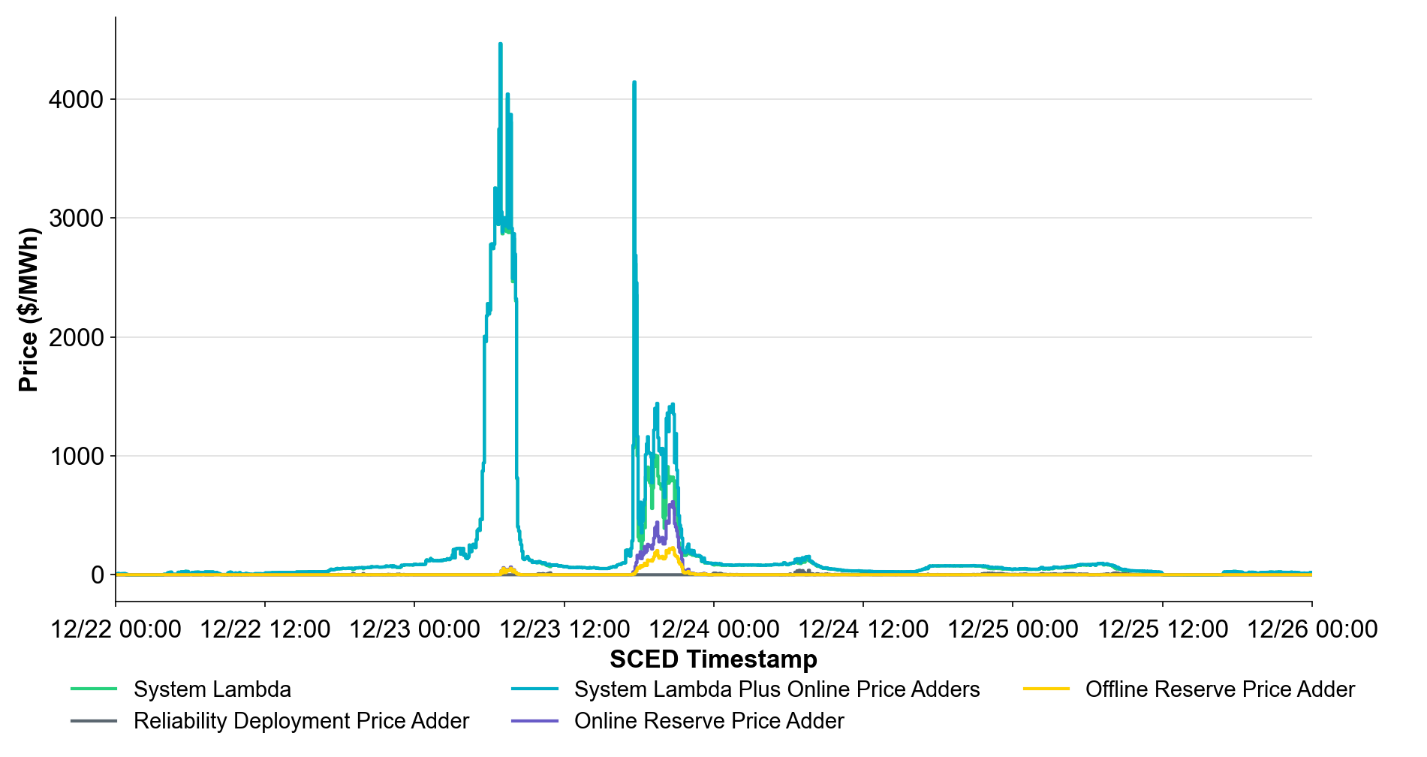 Price ($/MWh)
4000
3000
2000
1000
0
12/22 00:00 12/22 12:00 12/23 00:00 12/23 12:00 12/24 00:00 12/24 12:00 12/25 00:00 12/25 12:00 12/26 00:00
SCED Timestamp
System Lambda System Lambda Plus Online Price Adders Offline Reserve Price Adder
Reliability Deployment Price Adder Online Reserve Price Adder